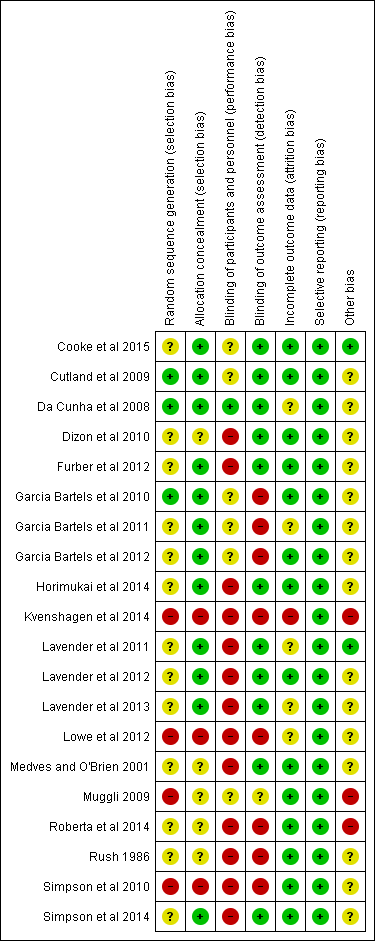 Random sequence generation (selection bias)
Allocation concealment (selection bias)
Blinding of participants and personnel (performance bias)
Blinding of outcome assessment (detection bias)
Incomplete outcome data (attrition bias)
Selective reporting (reporting bias)
Other bias
Cooke et al 2015 ? + ? + + + +
Cutland et al 2009 + + ? + + + ?
Da Cunha et al 2008 + + + + ? + ?
Dizon et al 2010 ? ? - + + + ?
Furber et al 2012 ? + - + + + ?
Garcia Bartels et al 2010 + + ? - + + ?
Garcia Bartels et al 2011 ? + ? - ? + ?
Garcia Bartels et al 2012 ? + ? - + + ?
Horimukai et al 2014 ? + - + + + ?
Kvenshagen et al 2014 - - - - - + -
Lavender et al 2011 ? + - + ? + +
Lavender et al 2012 ? + - + + + ?
Lavender et al 2013 ? + - + ? + ?
Lowe et al 2012 - - - - ? + ?
Medves and O'Brien 2001 ? ? - + + + ?
Muggli 2009 - ? ? ? + + -
Roberta et al 2014 ? ? - - + + -
Rush 1986 ? ? - - + + ?
Simpson et al 2010 - - - - + + ?
Simpson et al 2014 ? + - + + + ?